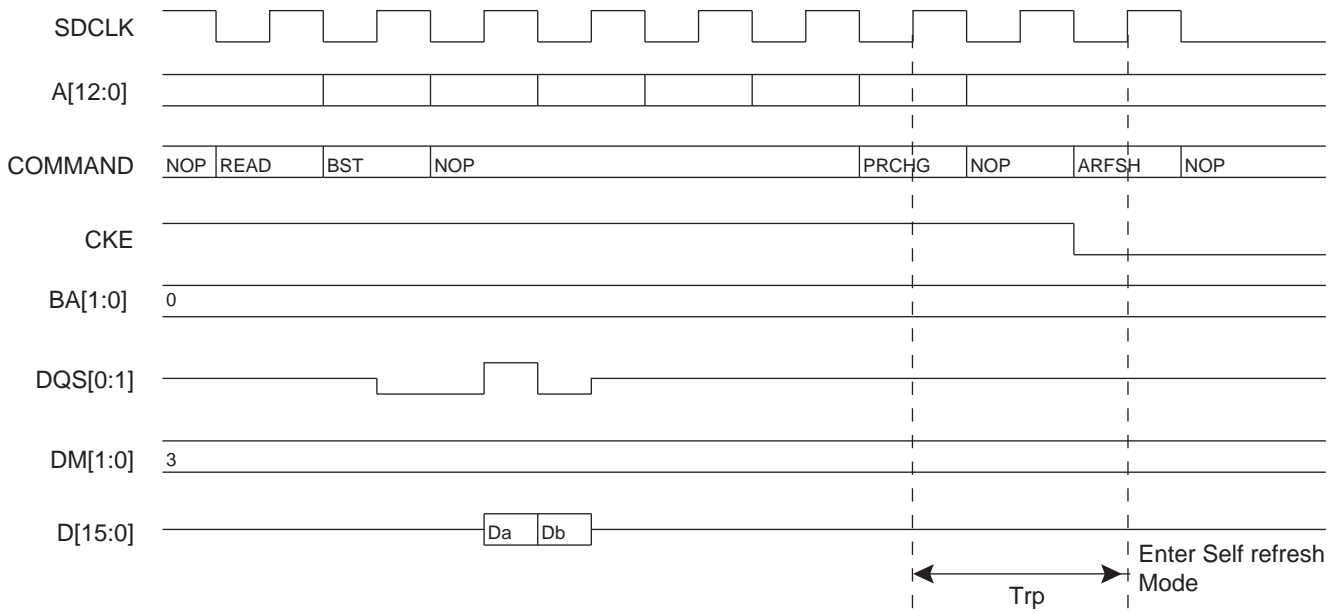 SDCLK
A[12:0]
COMMAND NOP READ BST NOP PRCHG NOP ARFSH NOP
CKE
BA[1:0] 0
DQS[0:1]
DM[1:0] 3
D[15:0] Da Db
Trp
Enter Self refresh
Mode